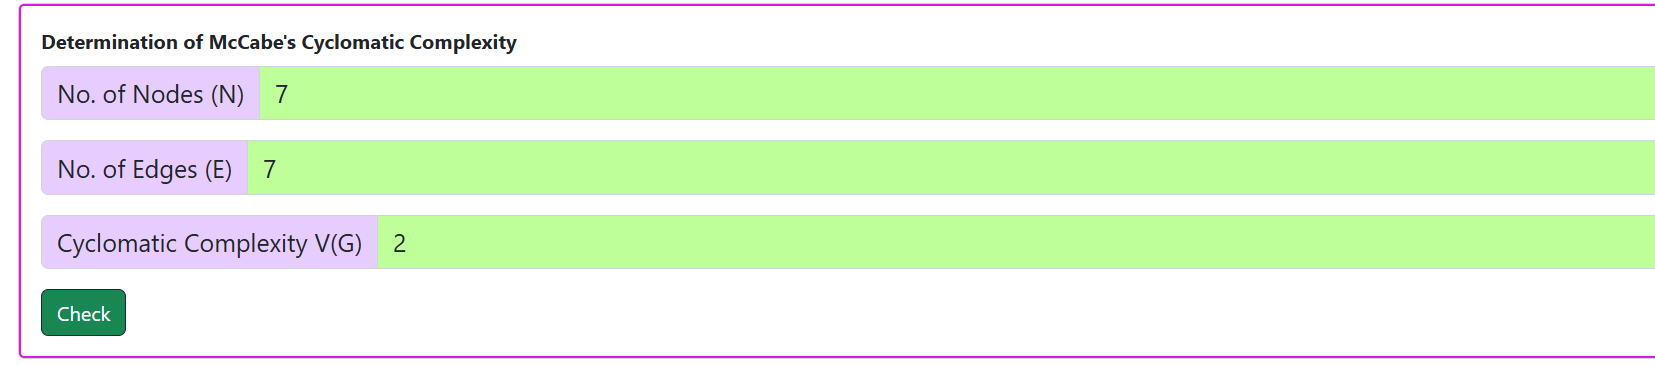 Determination of McCabe's Cyclomatic Complexity
No. of Nodes (N) 7
No. of Edges (E) 7
Cyclomatic Complexity V(G) 2
Check